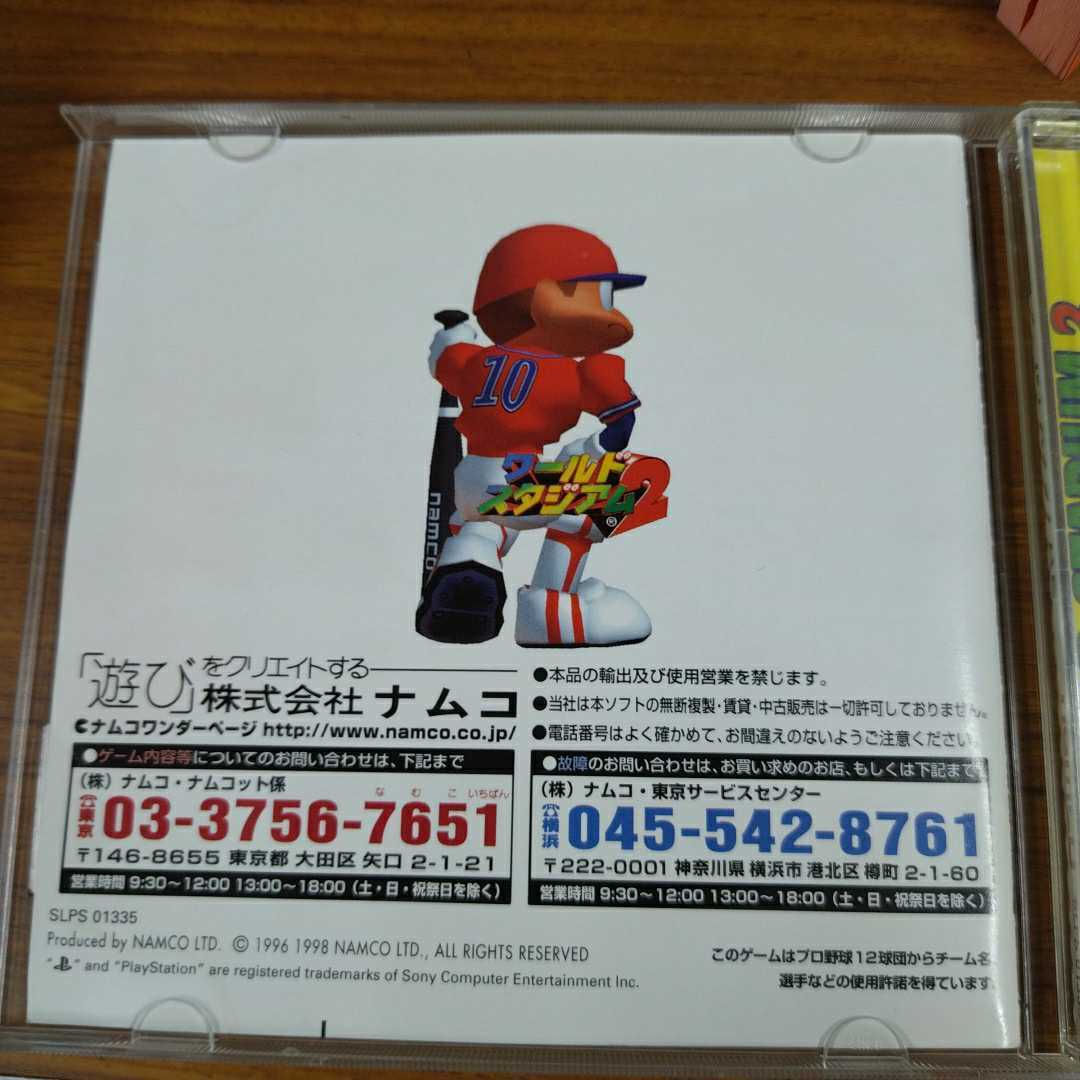 10
ワールド
スタジアム2
®
namco
「遊び」をクリエイトする
株式会社 ナムコ
ナムコワンダーページ http://www.namco.co.jp/
●本品の輸出及び使用営業を禁じます。
●当社は本ソフトの無断複製・賃貸・中古販売は一切許可しておりません。
●電話番号はよく確かめて、お間違えのないようご注意ください。
●ゲーム内容等についてのお問い合わせは、下記まで
(株) ナムコ・ナムコット係
なむこ いちばん
東京 03-3756-7651
〒146-8655 東京都 大田区 矢口 2-1-21
営業時間 9:30～12:00 13:00～18:00 (土・日・祝祭日を除く)
●故障のお問い合わせは、お買い求めのお店、もしくは下記まで
(株) ナムコ・東京サービスセンター
横浜 045-542-8761
〒222-0001 神奈川県 横浜市 港北区 樽町 2-1-60
営業時間 9:30～12:00 13:00～18:00 (土・日・祝祭日を除く)
SLPS 01335
Produced by NAMCO LTD. © 1996 1998 NAMCO LTD., ALL RIGHTS RESERVED
" " and "PlayStation" are registered trademarks of Sony Computer Entertainment Inc.
このゲームはプロ野球12球団からチーム名
選手などの使用許諾を得ています。
2